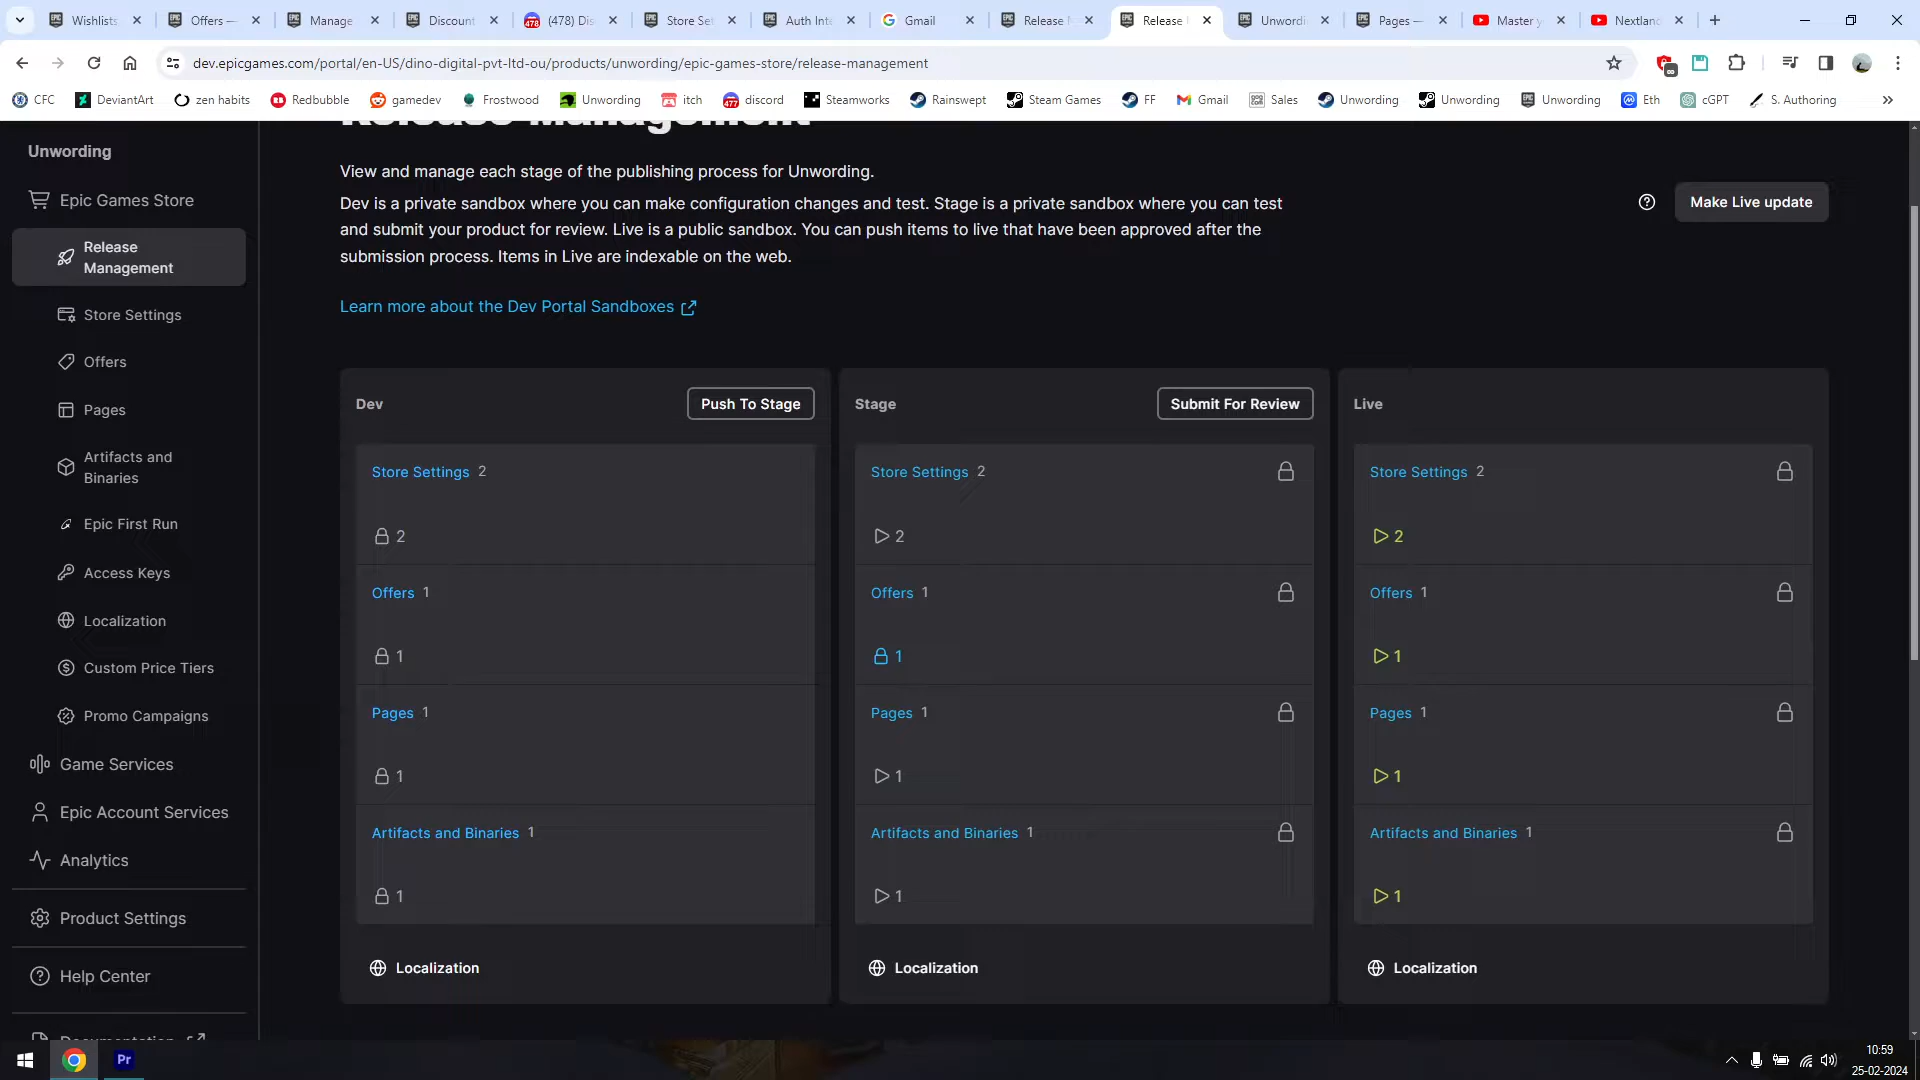 Wishlists
Offers —
Manage
Discount
(478) Dis
Store Set
Auth Inte
Gmail
Release M
Release
Unwordi
Pages —
Master y
Nextlan
dev.epicgames.com/portal/en-US/dino-digital-pvt-ltd-ou/products/unwording/epic-games-store/release-management
CFC
DeviantArt
zen habits
Redbubble
gamedev
Frostwood
Unwording
itch
477 discord
Steamworks
Rainswept
Steam Games
FF
Gmail
Sales
Unwording
Unwording
Unwording
Eth
cGPT
S. Authoring
»
Unwording
Epic Games Store
Release
Management
Store Settings
Offers
Pages
Artifacts and
Binaries
Epic First Run
Access Keys
Localization
Custom Price Tiers
Promo Campaigns
Game Services
Epic Account Services
Analytics
Product Settings
Help Center
Documentation
Release Management
View and manage each stage of the publishing process for Unwording.
Dev is a private sandbox where you can make configuration changes and test. Stage is a private sandbox where you can test
and submit your product for review. Live is a public sandbox. You can push items to live that have been approved after the
submission process. Items in Live are indexable on the web.
Make Live update
Learn more about the Dev Portal Sandboxes
Dev
Push To Stage
Store Settings 2
2
Offers 1
1
Pages 1
1
Artifacts and Binaries 1
1
Localization
Stage
Submit For Review
Store Settings 2
2
Offers 1
1
Pages 1
1
Artifacts and Binaries 1
1
Localization
Live
Store Settings 2
2
Offers 1
1
Pages 1
1
Artifacts and Binaries 1
1
Localization
Pr
10:59
25-02-2024